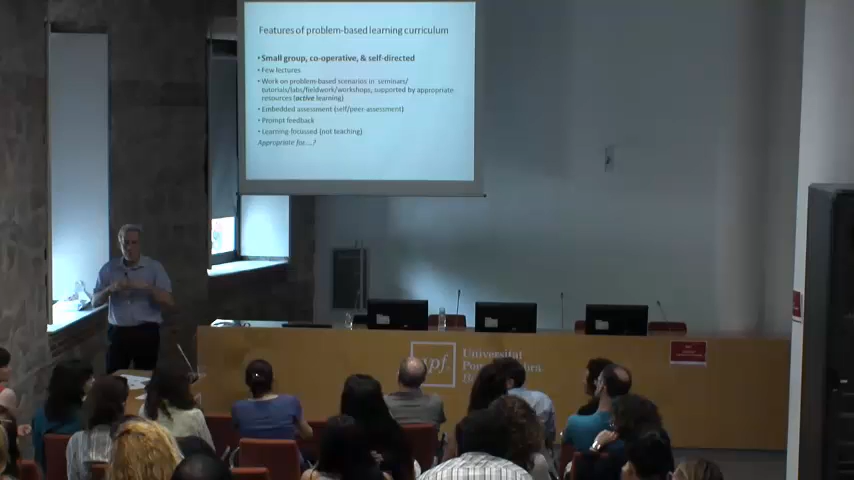 Features of problem-based learning curriculum
• Small group, co-operative, & self-directed
• Few lectures
• Work on problem-based scenarios in seminars/
tutorials/labs/fieldwork/workshops, supported by appropriate
resources (active learning)
• Embedded assessment (self/peer-assessment)
• Prompt feedback
• Learning focussed (not teaching)
Appropriate for....?
upf.
Universitat